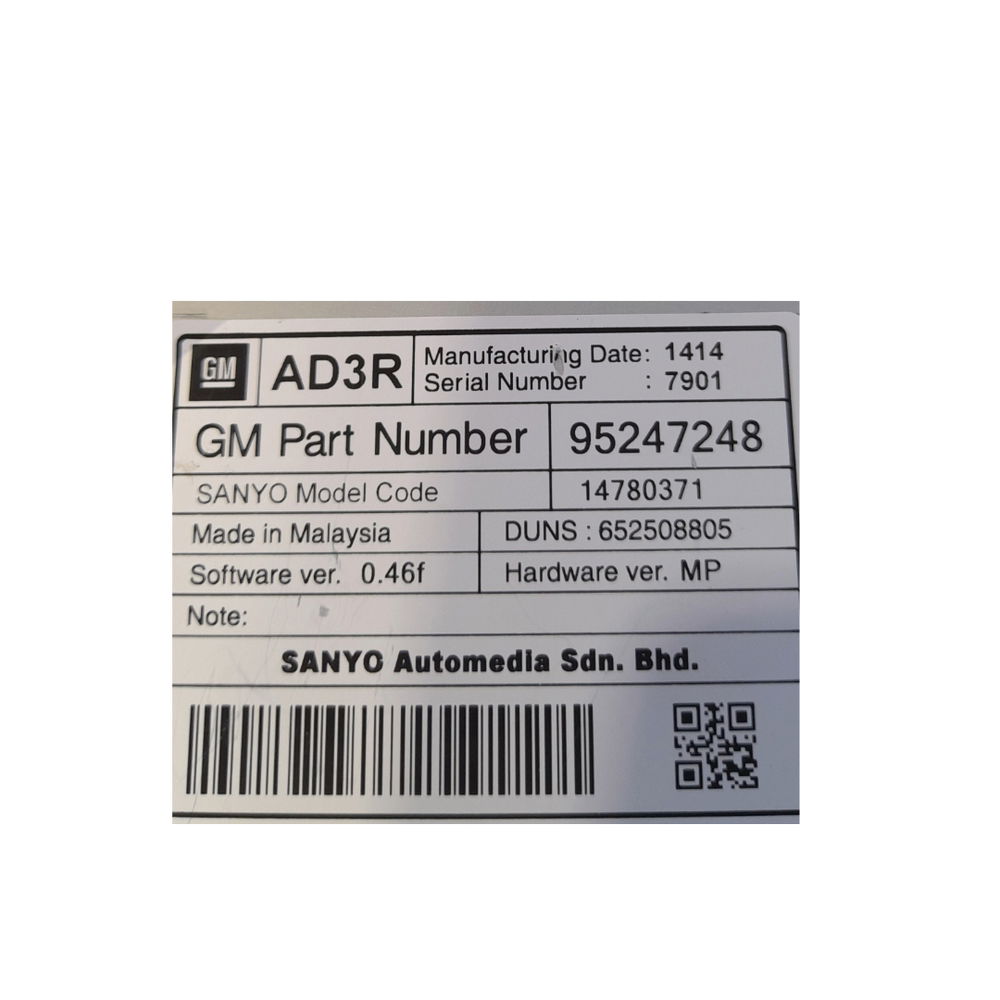 GM AD3R Manufacturing Date: 1414
Serial Number : 7901
GM Part Number 95247248
SANYO Model Code 14780371
Made in Malaysia DUNS : 652508805
Software ver. 0.46f Hardware ver. MP
Note:
SANYO Automedia Sdn. Bhd.